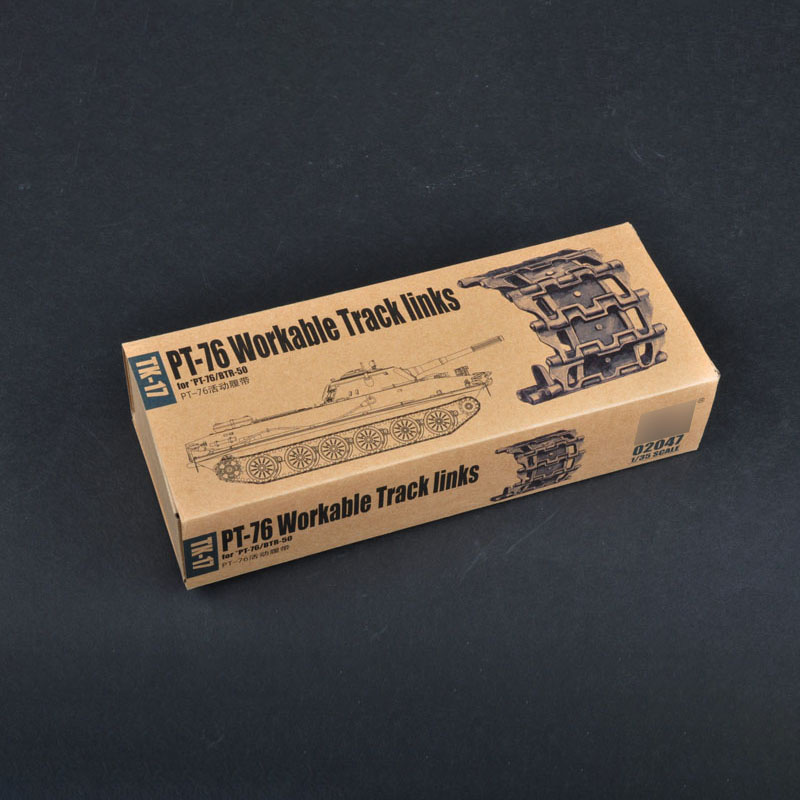 TK-17
PT-76 Workable Track links
for "PT-76/BTR-50
PT-76活动履带
®
02047
1/35 SCALE
TK-17
PT-76 Workable Track links
for "PT-76/BTR-50
PT-76活动履带